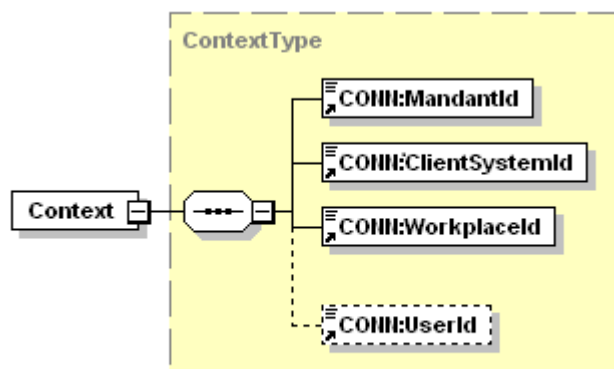 ContextType
CONN:MandantId
CONN:ClientSystemId
Context
CONN:WorkplaceId
CONN:UserId